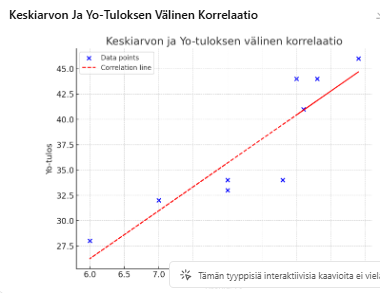 Keskiarvon Ja Yo-Tuloksen Välinen Korrelaatio
Keskiarvon ja Yo-tuloksen välinen korrelaatio
Data points
Correlation line
45.0
42.5
40.0
37.5
35.0
32.5
30.0
27.5
Yo-tulos
6.0 6.5 7.0
Tämän tyyppisiä interaktiivisia kaavioita ei vielä